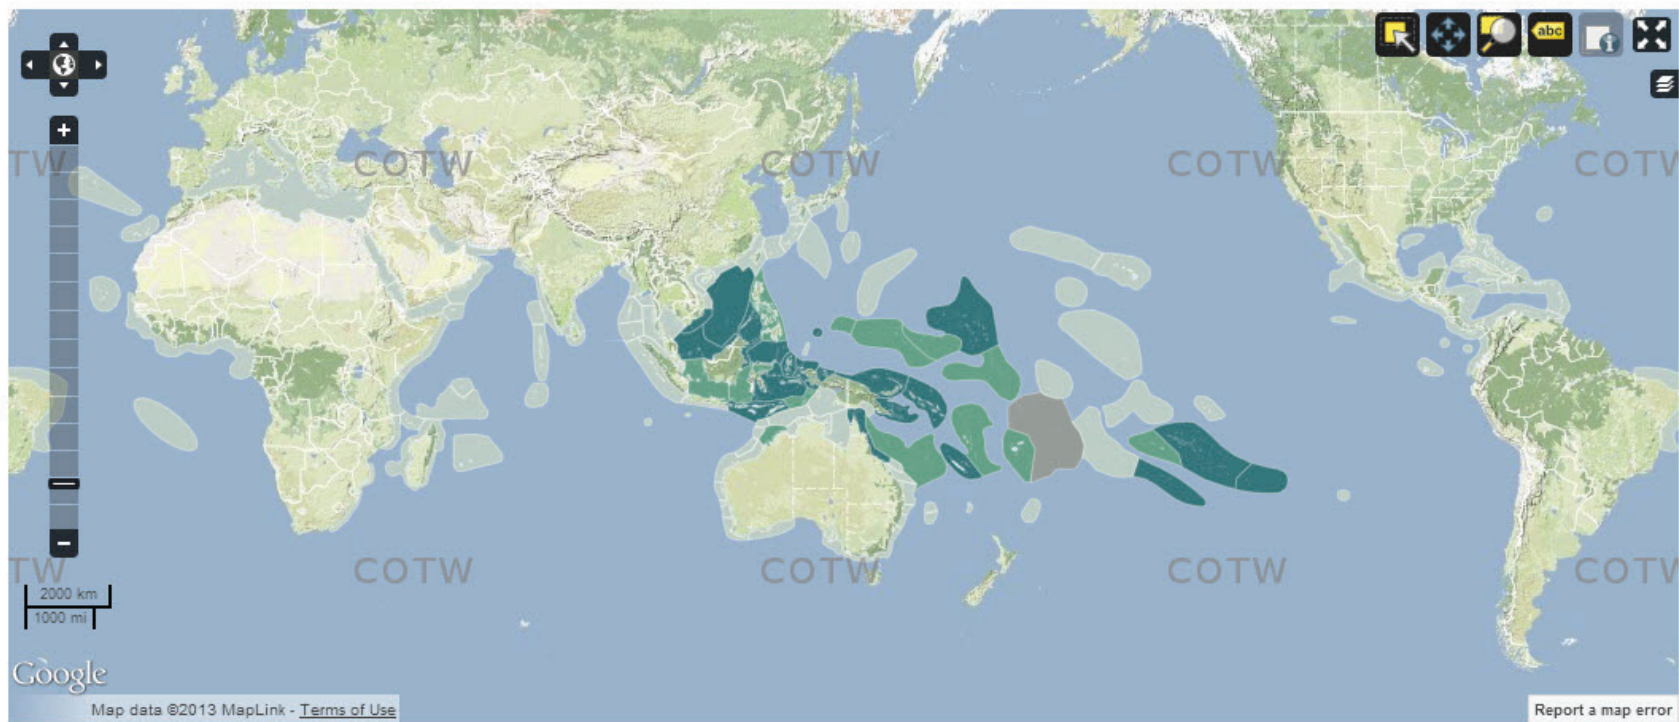 abc
TW COTW COTW COTW COTW
TW COTW COTW COTW COTW
2000 km
1000 mi
Google
Map data ©2013 MapLink - Terms of Use
Report a map error